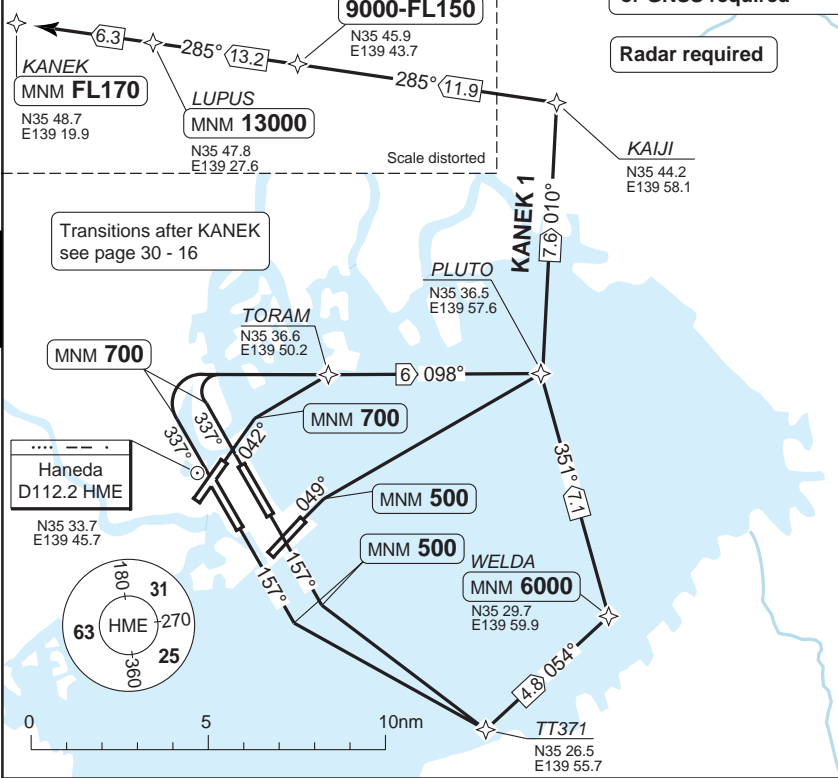 9000-FL150
N35 45.9
E139 43.7
Radar required
6.3
285°
13.2
285°
11.9
KANEK
MNM FL170
N35 48.7
E139 19.9
LUPUS
MNM 13000
N35 47.8
E139 27.6
Scale distorted
KAIJI
N35 44.2
E139 58.1
KANEK 1
7.6 010°
Transitions after KANEK
see page 30 - 16
PLUTO
N35 36.5
E139 57.6
TORAM
N35 36.6
E139 50.2
MNM 700
6 098°
MNM 700
337°
337°
042°
049°
351° 7.1
Haneda
D112.2 HME
N35 33.7
E139 45.7
MNM 500
MNM 500
157°
157°
WELDA
MNM 6000
N35 29.7
E139 59.9
180
31
63
HME
270
25
360
4.8 054°
0 5 10nm
TT371
N35 26.5
E139 55.7